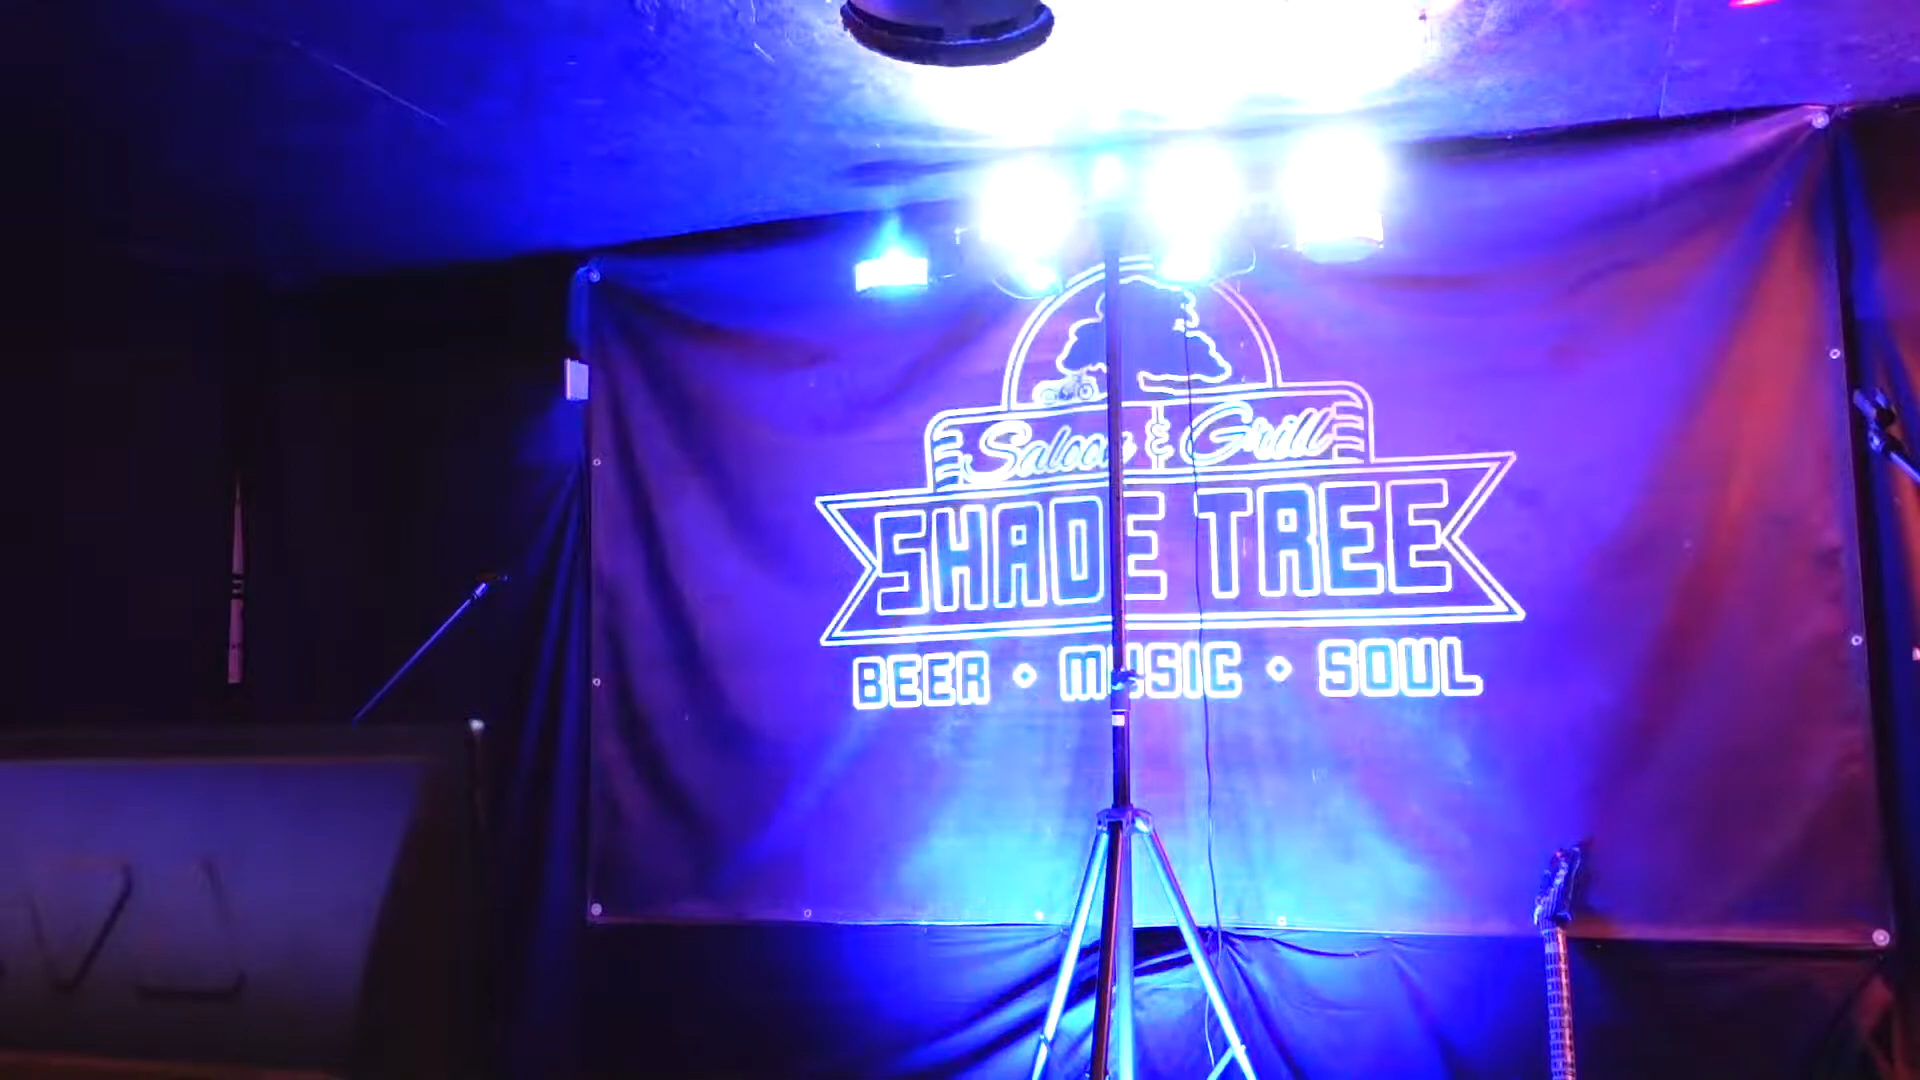 Saloon & Grill
SHADE TREE
BEER • MUSIC • SOUL